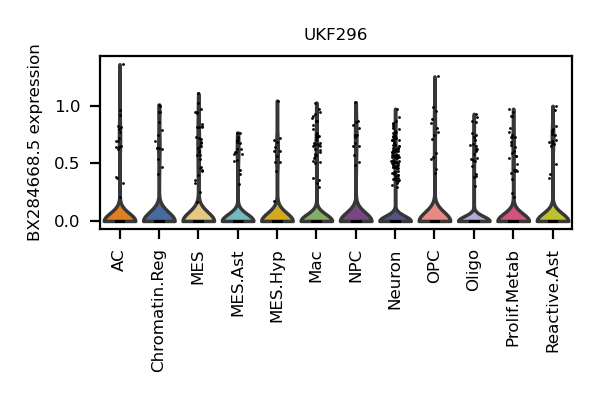 UKF296
BX284668.5 expression
1.0
0.5
0.0
AC
Chromatin.Reg
MES
MES.Ast
MES.Hyp
Mac
NPC
Neuron
OPC
Oligo
Prolif.Metab
Reactive.Ast